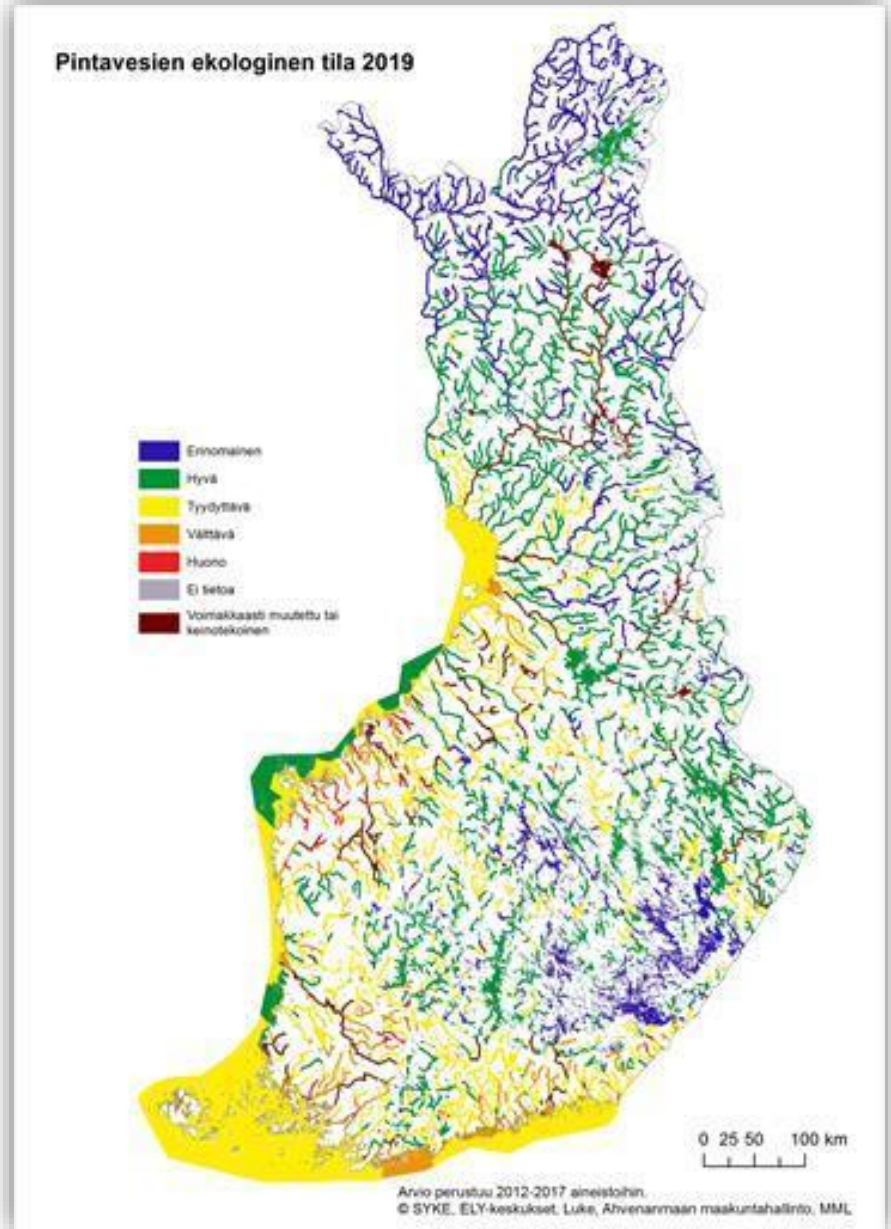 Pintavesien ekologinen tila 2019
Erinomainen
Hyvä
Tyydyttävä
Välttävä
Huono
Ei tietoa
Voimakkaasti muutettu tai
keinotekoinen
0 25 50 100 km
Arvio perustuu 2012-2017 aineistoihin.
© SYKE, ELY-keskukset, Luke, Ahvenanmaan maakuntahallinto, MML